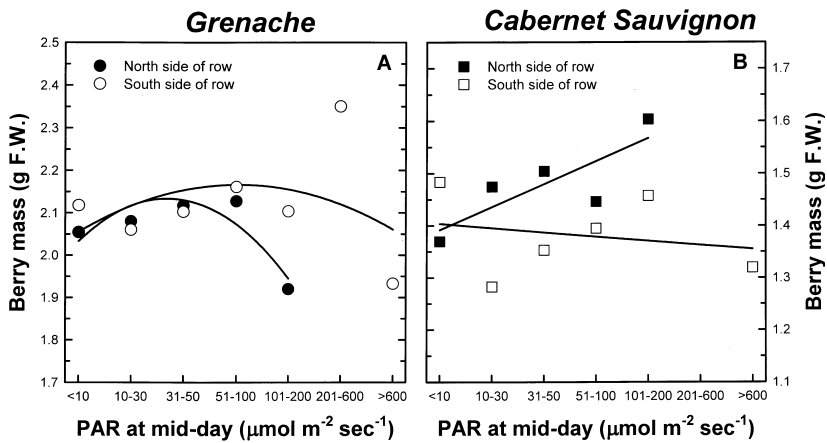 Grenache
Berry mass (g F.W.)
2.5
2.4
2.3
2.2
2.1
2.0
1.9
1.8
1.7
North side of row
South side of row
A
<10 10-30 31-50 51-100 101-200 201-600 >600
PAR at mid-day (μmol m⁻² sec⁻¹)
Cabernet Sauvignon
North side of row
South side of row
B
1.7
1.6
1.5
1.4
1.3
1.2
1.1
Berry mass (g F.W.)
<10 10-30 31-50 51-100 101-200 201-600 >600
PAR at mid-day (μmol m⁻² sec⁻¹)